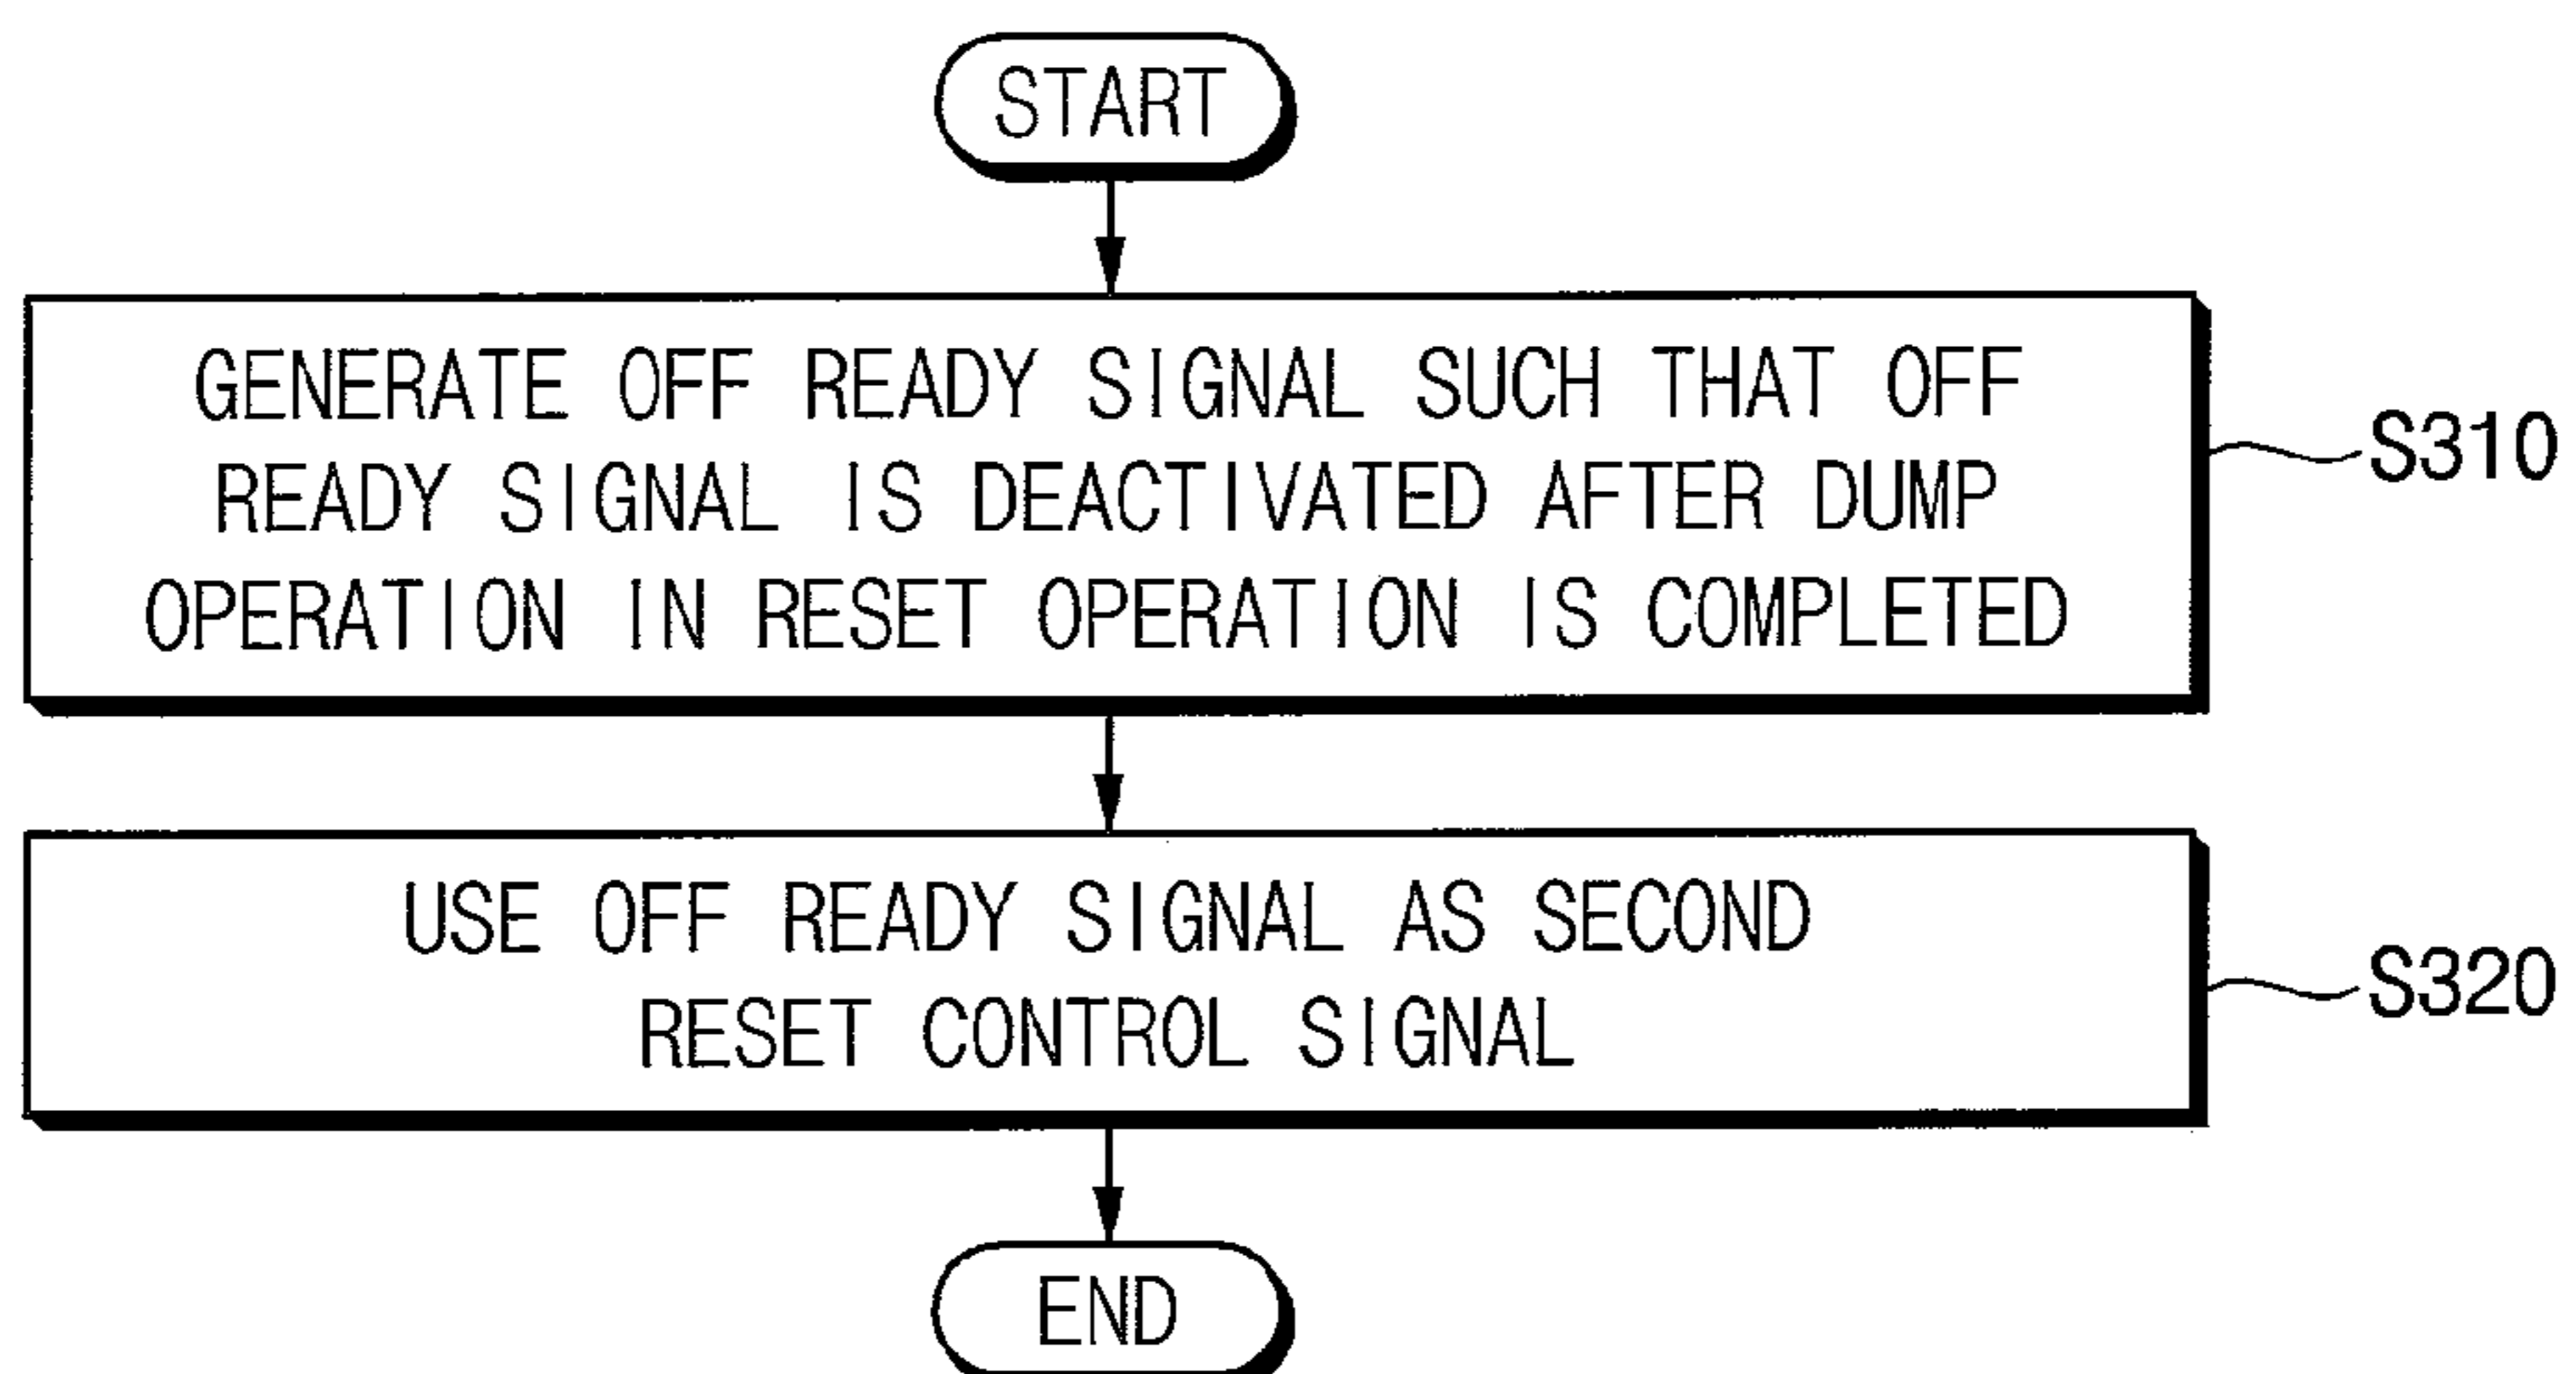 START
GENERATE OFF READY SIGNAL SUCH THAT OFF
READY SIGNAL IS DEACTIVATED AFTER DUMP
OPERATION IN RESET OPERATION IS COMPLETED
S310
USE OFF READY SIGNAL AS SECOND
RESET CONTROL SIGNAL
S320
END